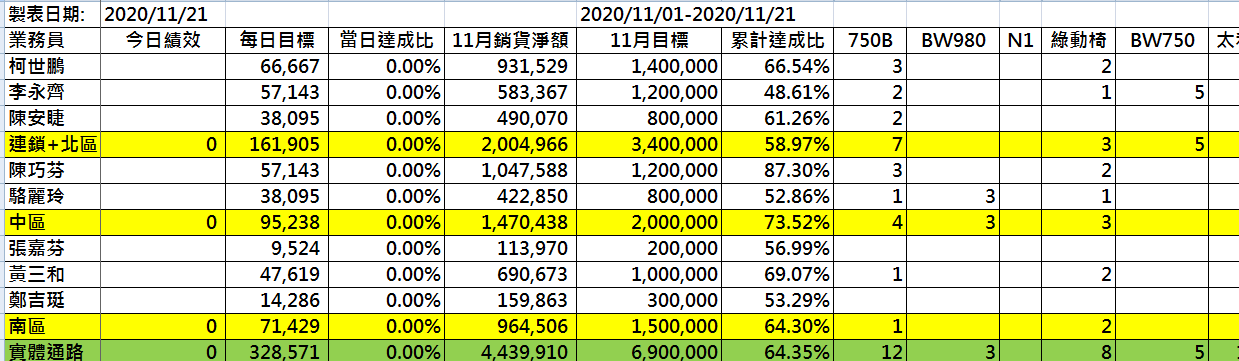 製表日期: 2020/11/21 2020/11/01-2020/11/21
業務員 今日績效 每日目標 當日達成比 11月銷貨淨額 11月目標 累計達成比 750B BW980 N1 綠動椅 BW750 太
柯世鵬 66,667 0.00% 931,529 1,400,000 66.54% 3 2
李永齊 57,143 0.00% 583,367 1,200,000 48.61% 2 1 5
陳安睫 38,095 0.00% 490,070 800,000 61.26% 2
連鎖+北區 0 161,905 0.00% 2,004,966 3,400,000 58.97% 7 3 5
陳巧芬 57,143 0.00% 1,047,588 1,200,000 87.30% 3 2
駱麗玲 38,095 0.00% 422,850 800,000 52.86% 1 3 1
中區 0 95,238 0.00% 1,470,438 2,000,000 73.52% 4 3 3
張嘉芬 9,524 0.00% 113,970 200,000 56.99%
黃三和 47,619 0.00% 690,673 1,000,000 69.07% 1 2
鄭吉珽 14,286 0.00% 159,863 300,000 53.29%
南區 0 71,429 0.00% 964,506 1,500,000 64.30% 1 2
實體通路 0 328,571 0.00% 4,439,910 6,900,000 64.35% 12 3 8 5